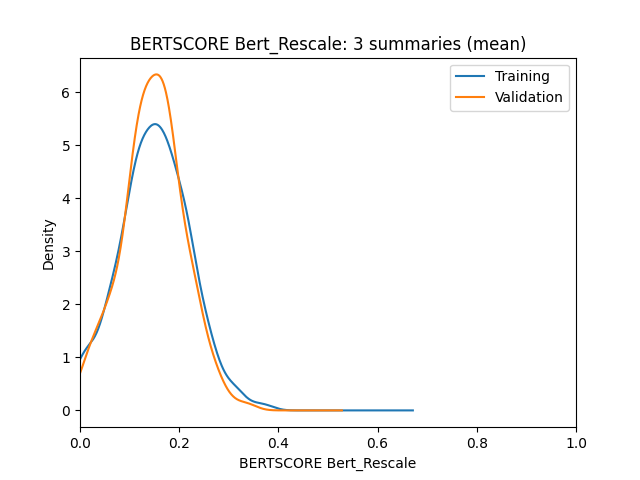 BERTSCORE Bert_Rescale: 3 summaries (mean)
Training
Validation
6
5
4
3
2
1
0
Density
0.0 0.2 0.4 0.6 0.8 1.0
BERTSCORE Bert_Rescale